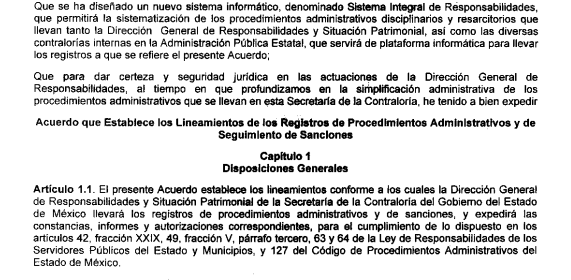 Que se ha diseñado un nuevo sistema informático, denominado Sistema Integral de Responsabilidades,
que permitirá la sistematización de los procedimientos administrativos disciplinarios y resarcitorios que
llevan tanto la Dirección General de Responsabilidades y Situación Patrimonial, así como las diversas
contralorías internas en la Administración Pública Estatal, que servirá de plataforma informática para llevar
los registros a que se refiere el presente Acuerdo;
Que para dar certeza y seguridad jurídica en las actuaciones de la Dirección General de
Responsabilidades, al tiempo en que profundizamos en la simplificación administrativa de los
procedimientos administrativos que se llevan en esta Secretaría de la Contraloría, he tenido a bien expedir
Acuerdo que Establece los Lineamientos de los Registros de Procedimientos Administrativos y de
Seguimiento de Sanciones
Capítulo 1
Disposiciones Generales
Artículo 1.1. El presente Acuerdo establece los lineamientos conforme a los cuales la Dirección General
de Responsabilidades y Situación Patrimonial de la Secretaría de la Contraloría del Gobierno del Estado
de México llevará los registros de procedimientos administrativos y de sanciones, y expedirá las
constancias, informes y autorizaciones correspondientes, para el cumplimiento de lo dispuesto en los
artículos 42, fracción XXIX, 49, fracción V, párrafo tercero, 63 y 64 de la Ley de Responsabilidades de los
Servidores Públicos del Estado y Municipios, y 127 del Código de Procedimientos Administrativos del
Estado de México.